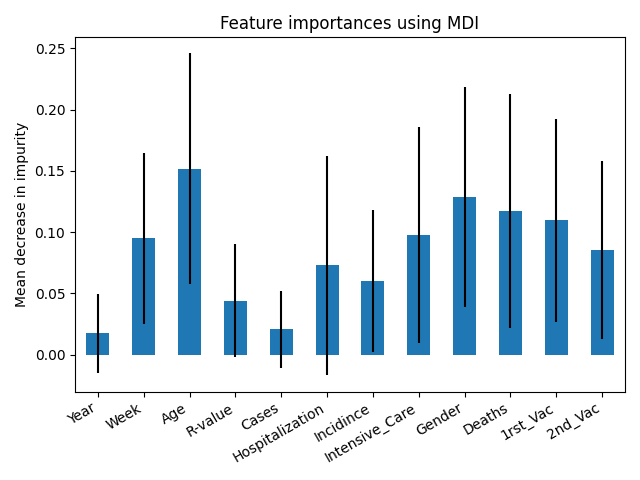 Feature importances using MDI
Mean decrease in impurity
0.25
0.20
0.15
0.10
0.05
0.00
Year
Week
Age
R-value
Cases
Hospitalization
Incidince
Intensive_Care
Gender
Deaths
1rst_Vac
2nd_Vac